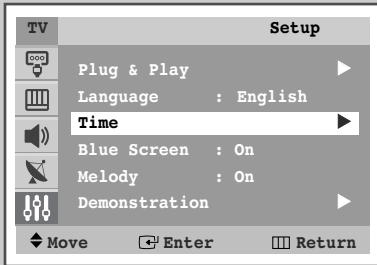 TV Setup
Plug & Play
Language : English
Time
Blue Screen : On
Melody : On
Demonstration
Move Enter Return